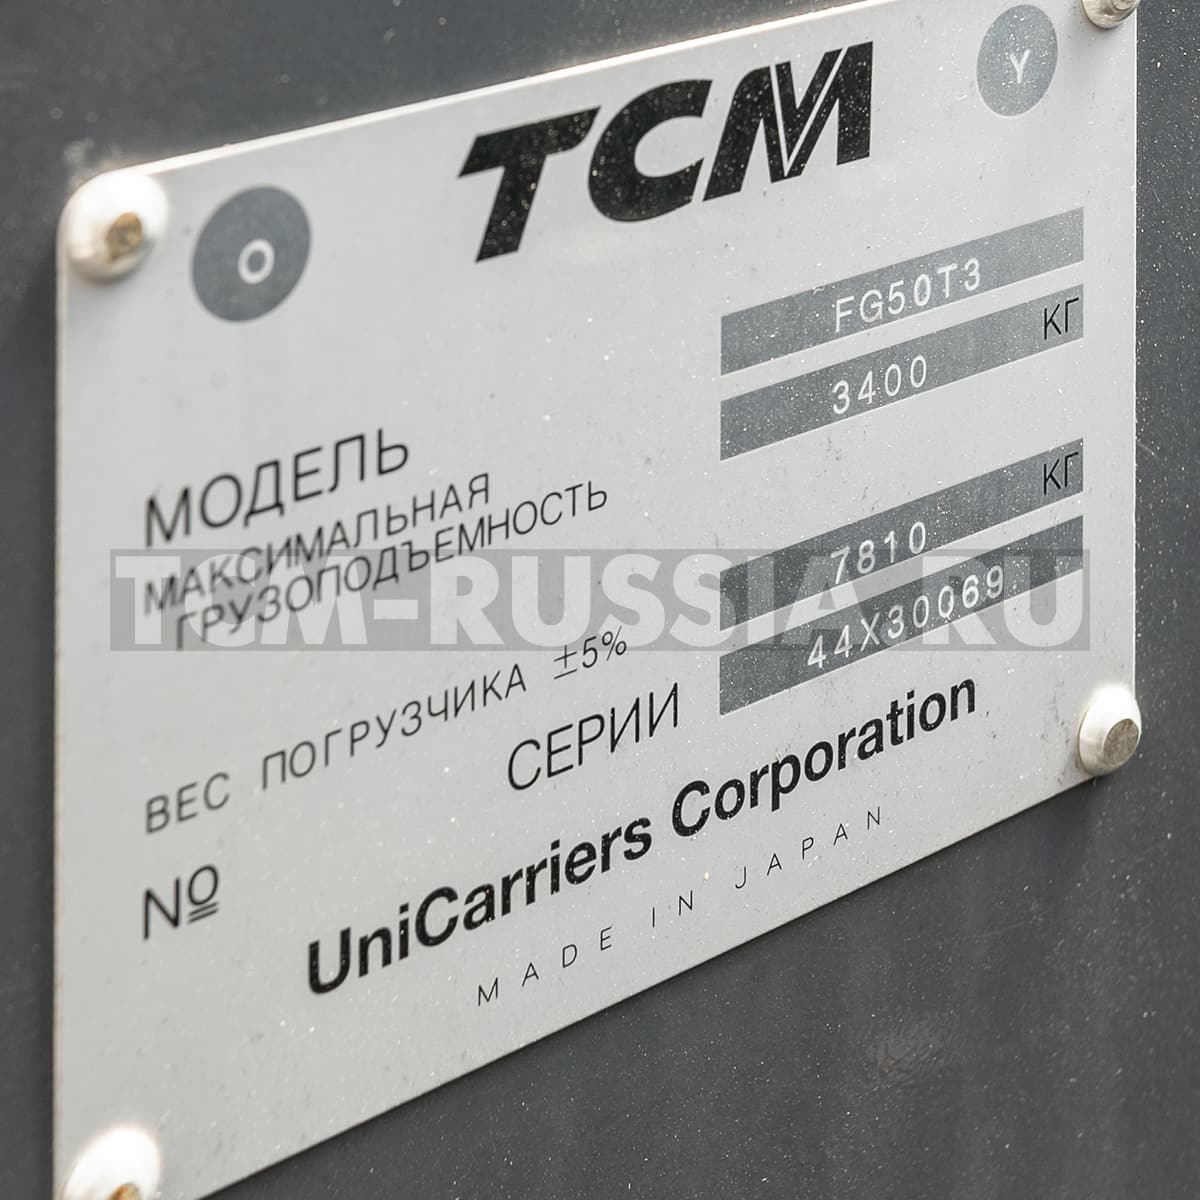 TCM
O
Y
МОДЕЛЬ FG50T3
МАКСИМАЛЬНАЯ
ГРУЗОПОДЪЕМНОСТЬ 3400 КГ
ВЕС ПОГРУЗЧИКА ±5% 7810 КГ
№ СЕРИИ 44X30069
UniCarriers Corporation
MADE IN JAPAN
TCM-RUSSIA.RU